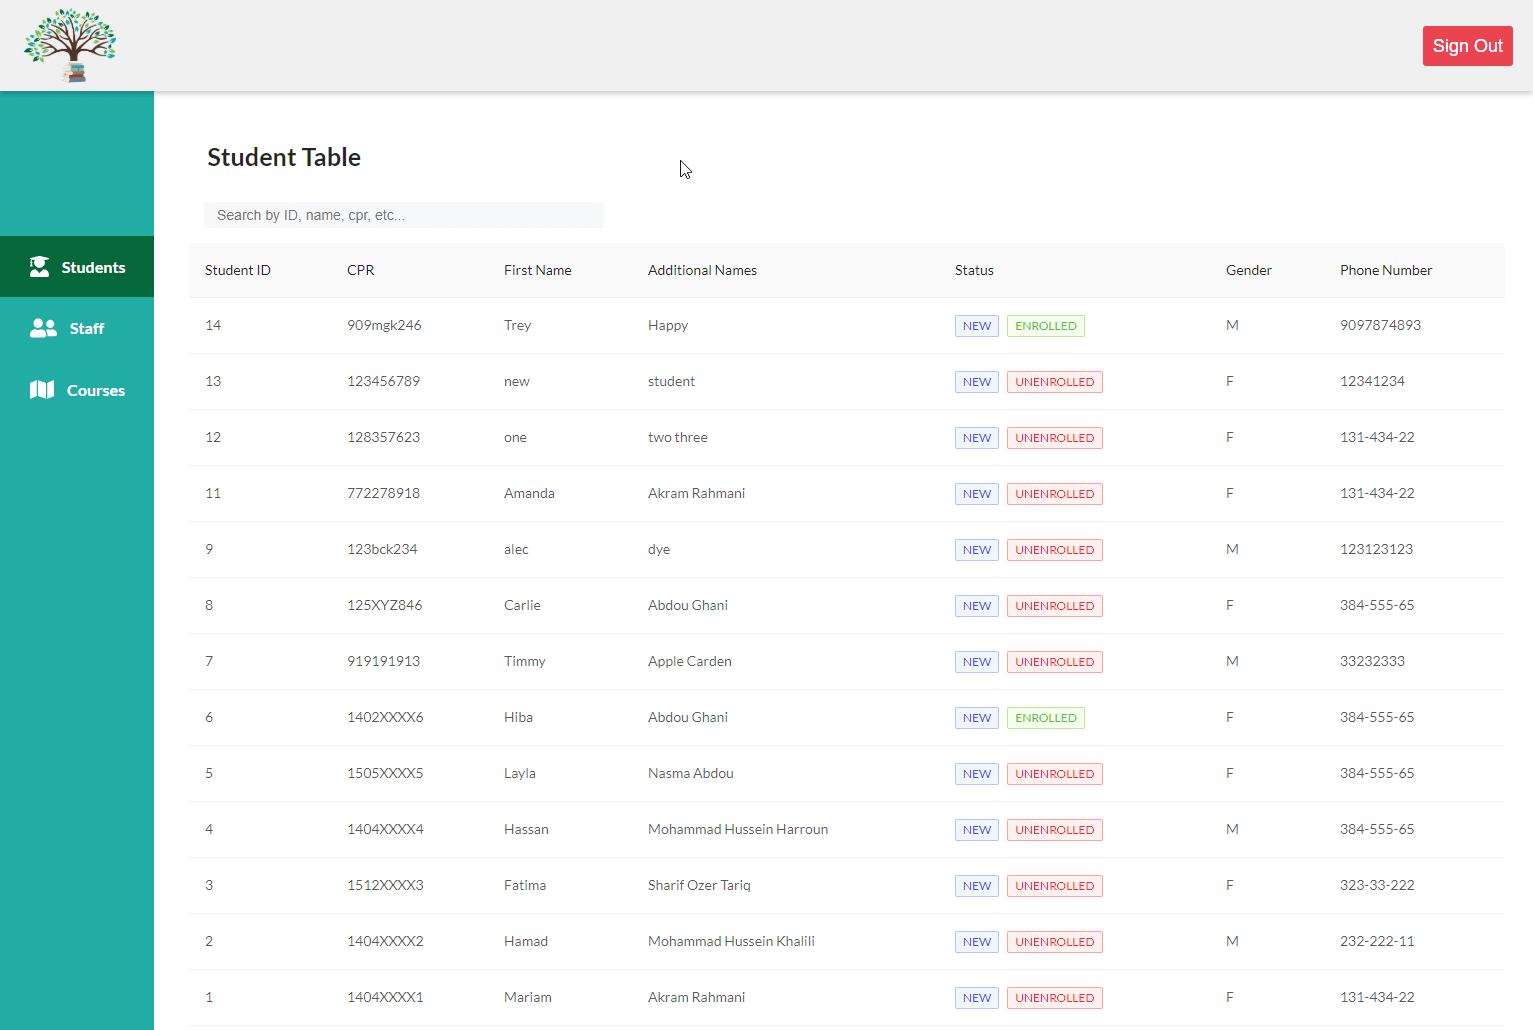 Sign Out
Student Table
Search by ID, name, cpr, etc...
Students
Staff
Courses
Student ID CPR First Name Additional Names Status Gender Phone Number
14 909mgk246 Trey Happy NEW ENROLLED M 9097874893
13 123456789 new student NEW UNENROLLED F 12341234
12 128357623 one two three NEW UNENROLLED F 131-434-22
11 772278918 Amanda Akram Rahmani NEW UNENROLLED F 131-434-22
9 123bck234 alec dye NEW UNENROLLED M 123123123
8 125XYZ846 Carlie Abdou Ghani NEW UNENROLLED F 384-555-65
7 919191913 Timmy Apple Carden NEW UNENROLLED M 33232333
6 1402XXXX6 Hiba Abdou Ghani NEW ENROLLED F 384-555-65
5 1505XXXX5 Layla Nasma Abdou NEW UNENROLLED F 384-555-65
4 1404XXXX4 Hassan Mohammad Hussein Harroun NEW UNENROLLED M 384-555-65
3 1512XXXX3 Fatima Sharif Ozer Tariq NEW UNENROLLED F 323-33-222
2 1404XXXX2 Hamad Mohammad Hussein Khalili NEW UNENROLLED M 232-222-11
1 1404XXXX1 Mariam Akram Rahmani NEW UNENROLLED F 131-434-22